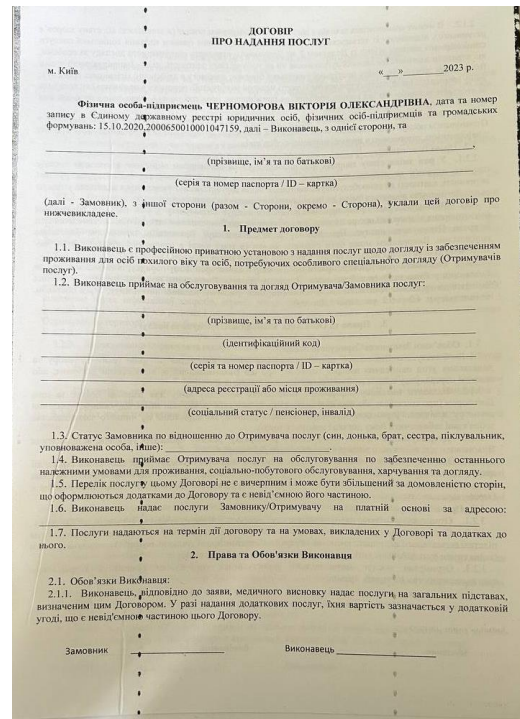 ДОГОВІР
ПРО НАДАННЯ ПОСЛУГ
м. Київ «___»_________2023 р.
Фізична особа-підприємець ЧЕРНОМОРОВА ВІКТОРІЯ ОЛЕКСАНДРІВНА, дата та номер
запису в Єдиному державному реєстрі юридичних осіб, фізичних осіб-підприємців та громадських
формувань: 15.10.2020,2000650010001047159, далі – Виконавець, з однієї сторони, та
(прізвище, ім’я та по батькові)
(серія та номер паспорта / ID – картка)
(далі - Замовник), з іншої сторони (разом - Сторони, окремо - Сторона), уклали цей договір про
нижчевикладене.
1. Предмет договору
1.1. Виконавець є професійною приватною установою з надання послуг щодо догляду із забезпеченням
проживання для осіб похилого віку та осіб, потребуючих особливого спеціального догляду (Отримувачів
послуг).
1.2. Виконавець приймає на обслуговування та догляд Отримувача/Замовника послуг:
(прізвище, ім’я та по батькові)
(ідентифікаційний код)
(серія та номер паспорта / ID – картка)
(адреса реєстрації або місця проживання)
(соціальний статус / пенсіонер, інвалід)
1.3. Статус Замовника по відношенню до Отримувача послуг (син, донька, брат, сестра, піклувальник,
уповноважена особа, інше):
1.4. Виконавець приймає Отримувача послуг на обслуговування по забезпеченню останнього
належними умовами для проживання, соціально-побутового обслуговування, харчування та догляду.
1.5. Перелік послуг у цьому Договорі не є вичерпним і може бути збільшений за домовленістю сторін,
що оформлюються додатками до Договору та є невід’ємною його частиною.
1.6. Виконавець надає послуги Замовнику/Отримувачу на платній основі за адресою:
1.7. Послуги надаються на термін дії договору та на умовах, викладених у Договорі та додатках до
нього.
2. Права та Обов'язки Виконавця
2.1. Обов’язки Виконавця:
2.1.1. Виконавець, відповідно до заяви, медичного висновку надає послуги на загальних підставах,
визначеним цим Договором. У разі надання додаткових послуг, їхня вартість зазначається у додатковій
угоді, що є невід'ємною частиною цього Договору.
Замовник _______________ Виконавець _______________